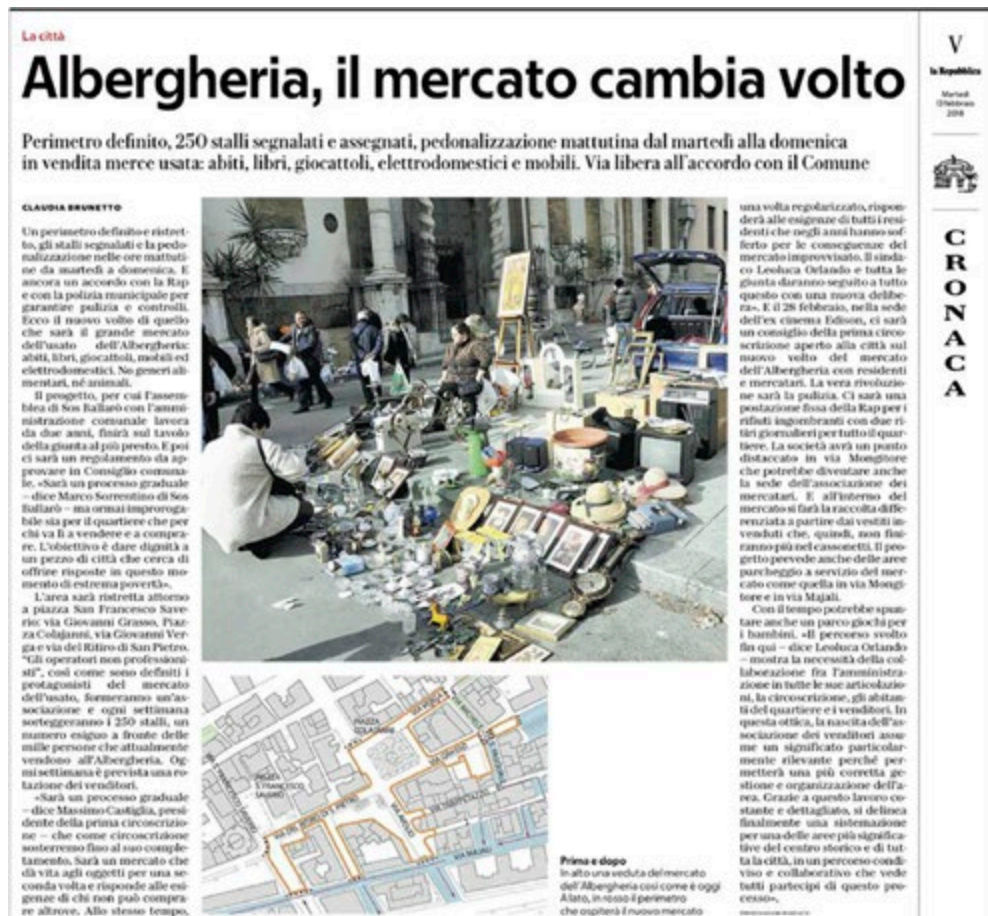 La città
Albergheria, il mercato cambia volto
Perimetro definito, 250 stalli segnalati e assegnati, pedonalizzazione mattutina dal martedì alla domenica
in vendita merce usata: abiti, libri, giocattoli, elettrodomestici e mobili. Via libera all'accordo con il Comune
CLAUDIA BRUNETTO
Un perimetro definito e ristret-
to, gli stalli segnalati e la pedo-
nalizzazione nelle ore mattuti-
ne da martedì a domenica. E
ancora un accordo con la Rap
e con la polizia municipale per
garantire pulizia e controlli.
Ecco il nuovo volto di quello
che sarà il grande mercato
dell'usato dell'Albergheria:
abiti, libri, giocattoli, mobili ed
elettrodomestici. No generi ali-
mentari, né animali.
Il progetto, per cui l'assem-
blea di Sos Ballarò con l'ammi-
nistrazione comunale lavora
da due anni, finirà sul tavolo
della giunta al più presto. E poi
ci sarà un regolamento da ap-
provare in Consiglio comuna-
le. «Sarà un processo graduale
– dice Marco Sorrentino di Sos
Ballarò – ma ormai improroga-
bile sia per il quartiere che per
chi va lì a vendere e a compra-
re. L'obiettivo è dare dignità a
un pezzo di città che cerca di
offrire risposte in questo mo-
mento di estrema povertà».
L'area sarà ristretta attorno
a piazza San Francesco Save-
rio: via Giovanni Grasso, Piaz-
za Colajanni, via Giovanni Ver-
ga e via del Ritiro di San Pietro.
"Gli operatori non professioni-
sti", così come sono definiti i
protagonisti del mercato
dell'usato, formeranno un'as-
sociazione e ogni settimana
sorteggeranno i 250 stalli, un
numero esiguo a fronte delle
mille persone che attualmente
vendono all'Albergheria. Og-
ni settimana è prevista una ro-
tazione dei venditori.
«Sarà un processo graduale
– dice Massimo Castiglia, presi-
dente della prima circoscrizio-
ne – che come circoscrizione
sosterremo fino al suo comple-
tamento. Sarà un mercato che
dà vita agli oggetti per una se-
conda volta e risponde alle esi-
genze di chi non può compra-
re altrove. Allo stesso tempo,
PIAZZA
COLAJANNI
VIA VERGA
VIA GRASSO
PIAZZA
S. FRANCESCO
SAVERIO
VIA MAJALI
Prima e dopo
In alto una veduta del mercato
dell'Albergheria così come è oggi
A lato, in rosso il perimetro
che ospiterà il nuovo mercato
una volta regolarizzato, rispon-
derà alle esigenze di tutti i resi-
denti che negli anni hanno sof-
ferto per le conseguenze del
mercato improvvisato. Il sinda-
co Leoluca Orlando e tutta le
giunta daranno seguito a tutto
questo con una nuova delibe-
ra». E il 28 febbraio, nella sede
dell'ex cinema Edison, ci sarà
un consiglio della prima circo-
scrizione aperto alla città sul
nuovo volto del mercato
dell'Albergheria con residenti
e mercatari. La vera rivoluzio-
ne sarà la pulizia. Ci sarà una
postazione fissa della Rap per i
rifiuti ingombranti con due ri-
tiri giornalieri per tutto il quar-
tiere. La società avrà un punto
distaccato in via Mongitore
che potrebbe diventare anche
la sede dell'associazione dei
mercatari. E all'interno del
mercato si farà la raccolta diffe-
renziata a partire dai vestiti in-
venduti che, quindi, non fini-
ranno più nel cassonetti. Il pro-
getto prevede anche delle aree
parcheggio a servizio del mer-
cato come quella in via Mongi-
tore e in via Majali.
Con il tempo potrebbe spun-
tare anche un parco giochi per
i bambini. «Il percorso svolto
fin qui – dice Leoluca Orlando
– mostra la necessità della col-
laborazione fra l'amministra-
zione in tutte le sue articolazio-
ni, la circoscrizione, gli abitan-
ti del quartiere e i venditori. In
questa ottica, la nascita dell'as-
sociazione dei venditori assu-
me un significato particolar-
mente rilevante perché per-
metterà una più corretta ge-
stione e organizzazione dell'a-
rea. Grazie a questo lavoro co-
stante e dettagliato, si delinea
finalmente una sistemazione
per una delle aree più significa-
tive del centro storico e di tut-
ta la città, in un percorso condi-
viso e collaborativo che vede
tutti partecipi di questo pro-
cesso».
V
la Repubblica
Martedì
13 febbraio
2018
CRONACA